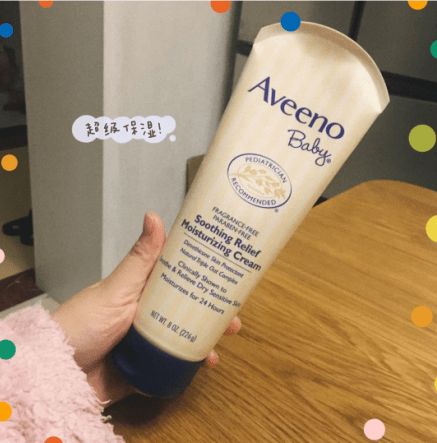 超级保湿!
Aveeno
Baby®
PEDIATRICIAN
RECOMMENDED
FRAGRANCE-FREE
PARABEN FREE
Soothing Relief
Moisturizing Cream
Dimethicone Skin Protectant
Natural Triple Oat Complex
Clinically Shown to
Soothe & Relieve Dry Sensitive Skin
Moisturizes for 24 Hours
NET WT. 8 OZ. (226g)